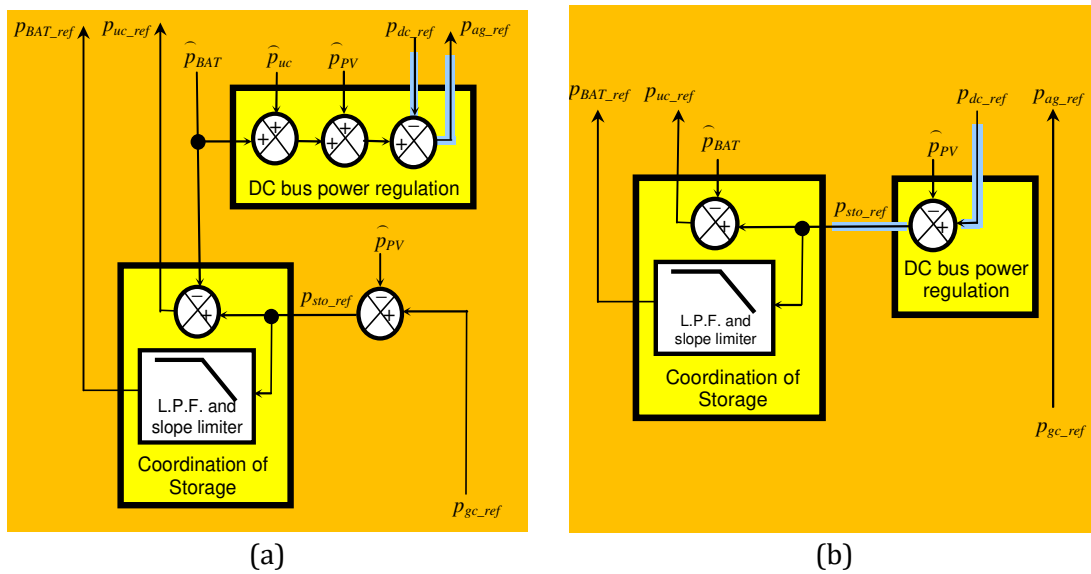 p_BAT_ref p_uc_ref p_dc_ref p_ag_ref
p̂_BAT p̂_uc p̂_PV
+ + + + + −
DC bus power regulation
p̂_PV
− +
p_sto_ref
− +
L.P.F. and
slope limiter
Coordination of
Storage
p_gc_ref
(a)
p_BAT_ref p_uc_ref p_dc_ref p_ag_ref
p̂_BAT p̂_PV
− +
p_sto_ref
− +
DC bus power
regulation
L.P.F. and
slope limiter
Coordination of
Storage
p_gc_ref
(b)